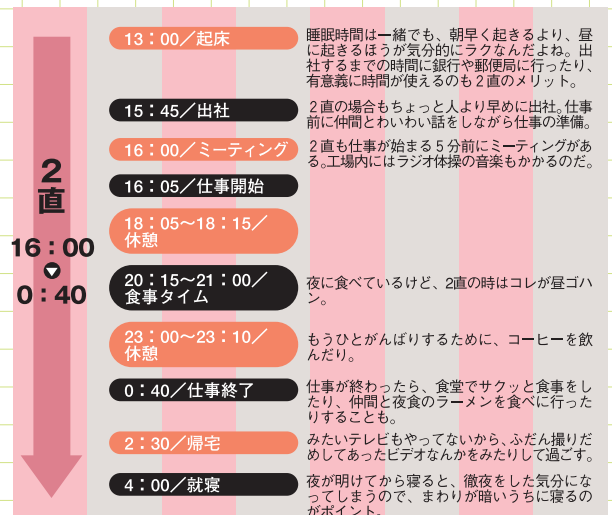 2
直
16：00
0：40
13：00／起床
睡眠時間は一緒でも、朝早く起きるより、昼
に起きるほうが気分的にラクなんだよね。出
社するまでの時間に銀行や郵便局に行ったり、
有意義に時間が使えるのも2直のメリット。
15：45／出社
2直の場合もちょっと人より早めに出社。仕事
前に仲間とわいわい話をしながら仕事の準備。
16：00／ミーティング
2直も仕事が始まる5分前にミーティングがあ
る。工場内にはラジオ体操の音楽もかかるのだ。
16：05／仕事開始
18：05〜18：15／
休憩
20：15〜21：00／
食事タイム
夜に食べているけど、2直の時はコレが昼ゴハ
ン。
23：00〜23：10／
休憩
もうひとがんばりするために、コーヒーを飲
んだり。
0：40／仕事終了
仕事が終わったら、食堂でサクッと食事をし
たり、仲間と夜食のラーメンを食べに行った
りすることも。
2：30／帰宅
みたいテレビもやってないから、ふだん撮りだ
めしてあったビデオなんかをみたりして過ごす。
4：00／就寝
夜が明けてから寝ると、徹夜をした気分にな
ってしまうので、まわりが暗いうちに寝るの
がポイント。